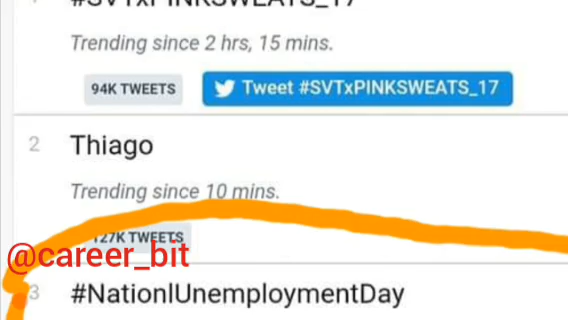 #SVTxPINKSWEATS_17
Trending since 2 hrs, 15 mins.
94K TWEETS
Tweet #SVTxPINKSWEATS_17
2
Thiago
Trending since 10 mins.
127K TWEETS
@career_bit
3
#NationlUnemploymentDay